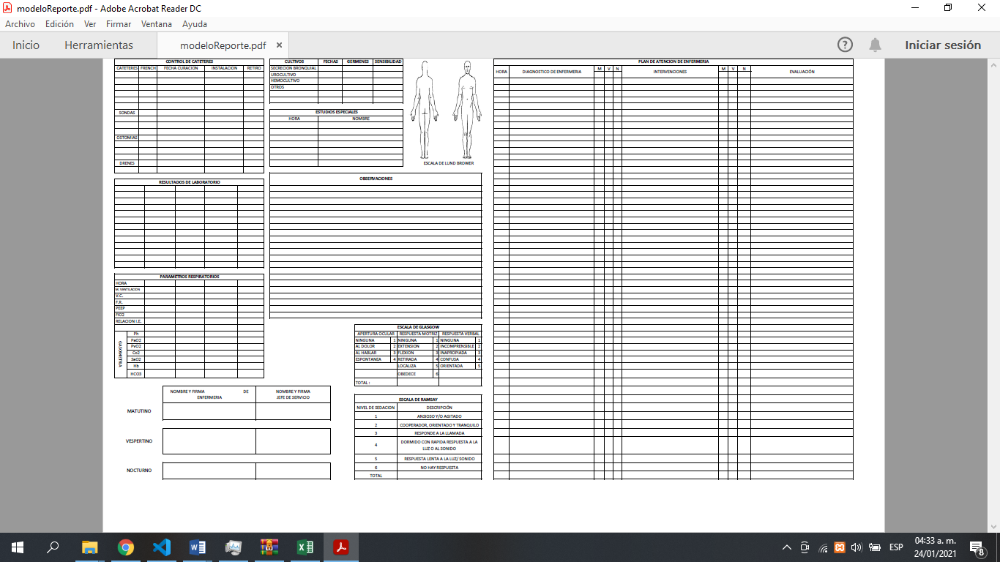 modeloReporte.pdf - Adobe Acrobat Reader DC
Archivo Edición Ver Firmar Ventana Ayuda
Inicio Herramientas modeloReporte.pdf × ? Iniciar sesión
CONTROL DE CATETERES
CATETERES FRENCH FECHA CURACION INSTALACION RETIRO
SONDAS
OSTOMIAS
DRENES
CULTIVOS FECHAS GERMENES SENSIBILIDAD
SECRECION BRONQUIAL
UROCULTIVO
HEMOCULTIVO
OTROS
ESTUDIOS ESPECIALES
HORA NOMBRE
ESCALA DE LUND BROWER
RESULTADOS DE LABORATORIO
OBSERVACIONES
PARAMETROS RESPIRATORIOS
HORA
M. VENTILACION
V.C.
F.R.
PEEP
FIO2
RELACION I.E.
GASOMETRIA
Ph
PaO2
PvO2
Co2
SaO2
Hb
HCO3
ESCALA DE GLASGOW
APERTURA OCULAR RESPUESTA MOTRIZ RESPUESTA VERBAL
NINGUNA 1 NINGUNA 1 NINGUNA 1
AL DOLOR 2 EXTENSION 2 INCOMPRENSIBLE 2
AL HABLAR 3 FLEXION 3 INAPROPIADA 3
ESPONTANEA 4 RETIRADA 4 CONFUSA 4
LOCALIZA 5 ORIENTADA 5
OBEDECE 6
TOTAL :
NOMBRE Y FIRMA DE
ENFERMERIA
NOMBRE Y FIRMA
JEFE DE SERVICIO
MATUTINO
VESPERTINO
NOCTURNO
ESCALA DE RAMSAY
NIVEL DE SEDACION DESCRIPCIÓN
1 ANSIOSO Y/O AGITADO
2 COOPERADOR, ORIENTADO Y TRANQUILO
3 RESPONDE A LA LLAMADA
4 DORMIDO CON RAPIDA RESPUESTA A LA
LUZ O AL SONIDO
5 RESPUESTA LENTA A LA LUZ/ SONIDO
6 NO HAY RESPUESTA
TOTAL
PLAN DE ATENCION DE ENFERMERIA
HORA DIAGNOSTICO DE ENFERMERIA M V N INTERVENCIONES M V N EVALUACIÓN
ESP
04:33 a. m.
24/01/2021
8